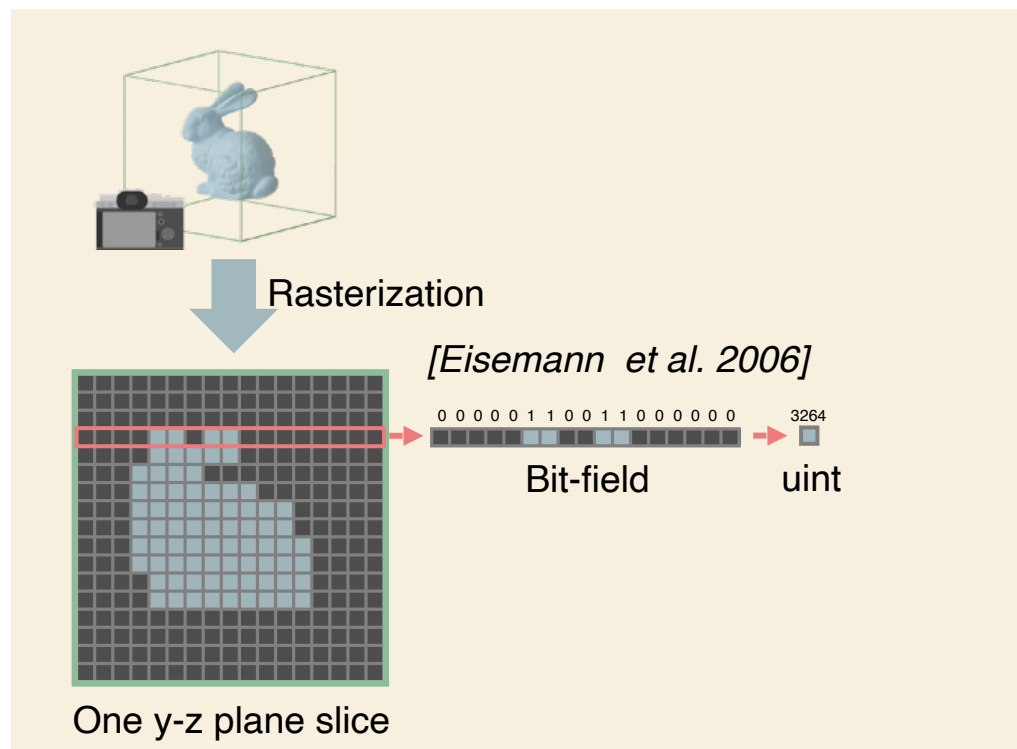 Rasterization
[Eisemann et al. 2006]
0 0 0 0 0 1 1 0 0 1 1 0 0 0 0 0 0
3264
Bit-field
uint
One y-z plane slice